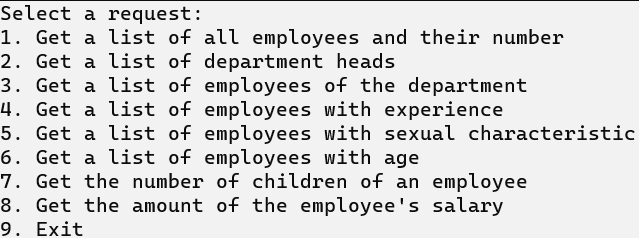 Select a request:
1. Get a list of all employees and their number
2. Get a list of department heads
3. Get a list of employees of the department
4. Get a list of employees with experience
5. Get a list of employees with sexual characteristic
6. Get a list of employees with age
7. Get the number of children of an employee
8. Get the amount of the employee's salary
9. Exit